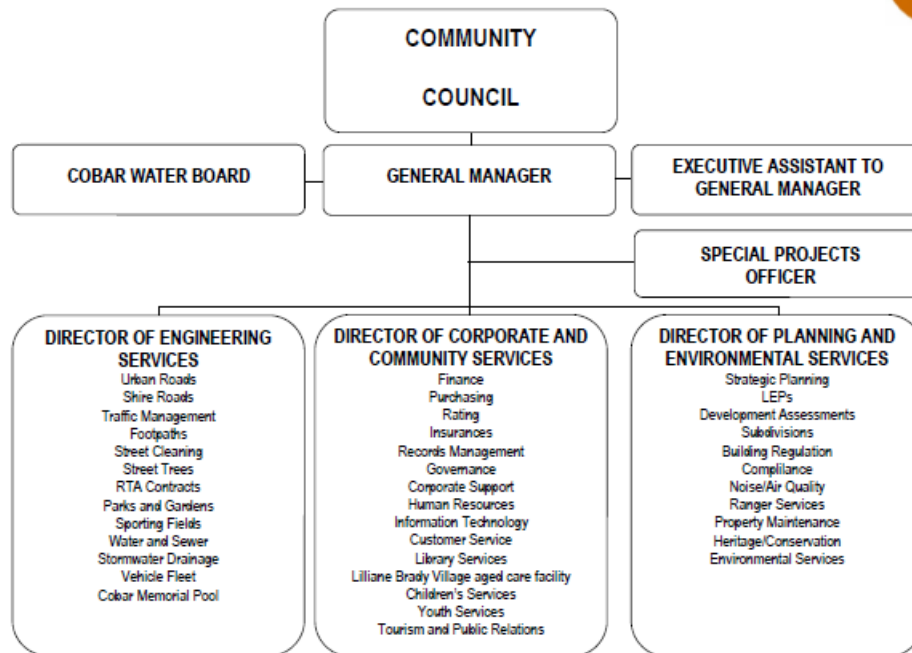 COMMUNITY
COUNCIL
COBAR WATER BOARD
GENERAL MANAGER
EXECUTIVE ASSISTANT TO
GENERAL MANAGER
SPECIAL PROJECTS
OFFICER
DIRECTOR OF ENGINEERING
SERVICES
Urban Roads
Shire Roads
Traffic Management
Footpaths
Street Cleaning
Street Trees
RTA Contracts
Parks and Gardens
Sporting Fields
Water and Sewer
Stormwater Drainage
Vehicle Fleet
Cobar Memorial Pool
DIRECTOR OF CORPORATE AND
COMMUNITY SERVICES
Finance
Purchasing
Rating
Insurances
Records Management
Governance
Corporate Support
Human Resources
Information Technology
Customer Service
Library Services
Lilliane Brady Village aged care facility
Children's Services
Youth Services
Tourism and Public Relations
DIRECTOR OF PLANNING AND
ENVIRONMENTAL SERVICES
Strategic Planning
LEPs
Development Assessments
Subdivisions
Building Regulation
Complilance
Noise/Air Quality
Ranger Services
Property Maintenance
Heritage/Conservation
Environmental Services